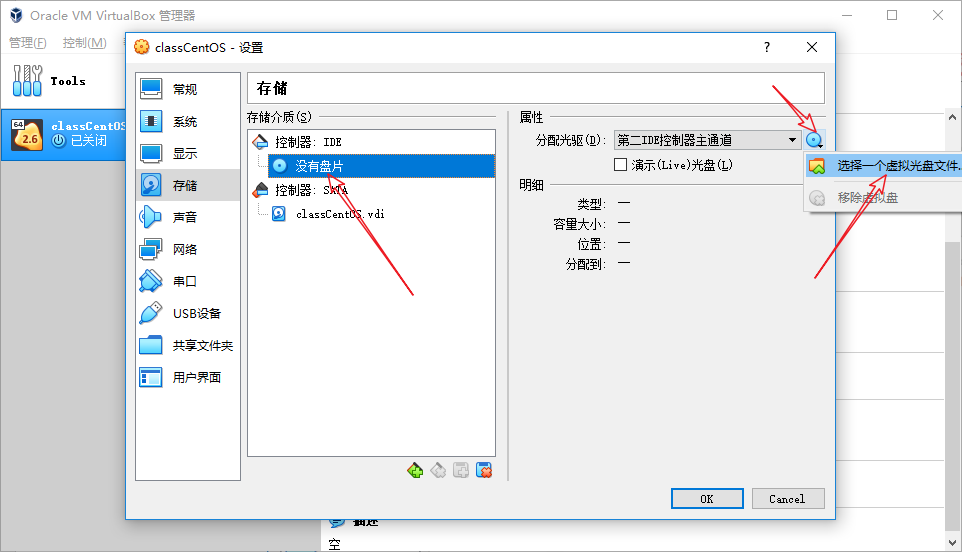 Oracle VM VirtualBox 管理器
管理(F) 控制(M)
Tools
64
2.6
classCentOS
已关闭
classCentOS - 设置
?
常规
系统
显示
存储
声音
网络
串口
USB设备
共享文件夹
用户界面
存储
存储介质(S)
控制器: IDE
没有盘片
控制器: SATA
classCentOS.vdi
属性
分配光驱(D): 第二IDE控制器主通道
演示(Live)光盘(L)
选择一个虚拟光盘文件.
移除虚拟盘
明细
类型: —
容量大小: —
位置: —
分配到: —
OK Cancel
描述
空